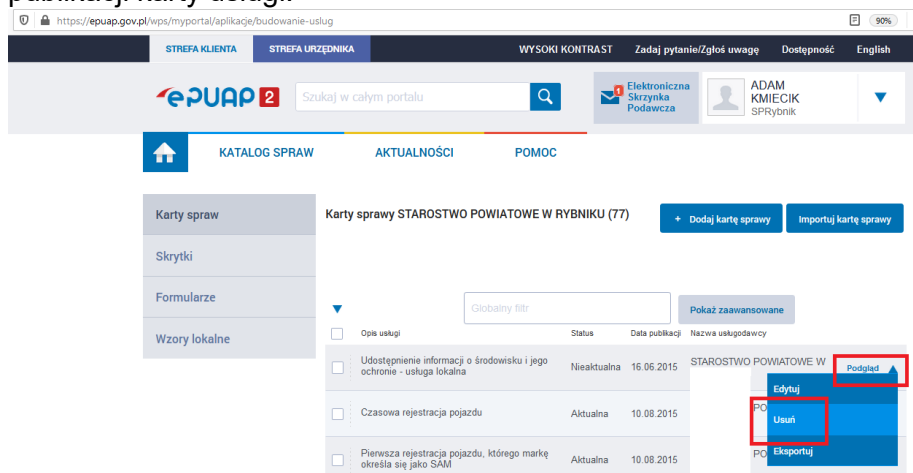 publikacji karty usługi.
https://epuap.gov.pl/wps/myportal/aplikacje/budowanie-uslug
90%
STREFA KLIENTA STREFA URZĘDNIKA WYSOKI KONTRAST Zadaj pytanie/Zgłoś uwagę Dostępność English
ePUAP 2
Szukaj w całym portalu
1
Elektroniczna
Skrzynka
Podawcza
ADAM
KMIECIK
SPRybnik
KATALOG SPRAW AKTUALNOŚCI POMOC
Karty spraw
Skrytki
Formularze
Wzory lokalne
Karty sprawy STAROSTWO POWIATOWE W RYBNIKU (77)
+ Dodaj kartę sprawy
Importuj kartę sprawy
Globalny filtr
Pokaż zaawansowane
Opis usługi Status Data publikacji Nazwa usługodawcy
Udostępnienie informacji o środowisku i jego
ochronie - usługa lokalna
Nieaktualna 16.06.2015 STAROSTWO POWIATOWE W
Podgląd
Edytuj
Czasowa rejestracja pojazdu Aktualna 10.08.2015 PO
Usuń
Pierwsza rejestracja pojazdu, którego markę
określa się jako SAM
Aktualna 10.08.2015 PO
Eksportuj